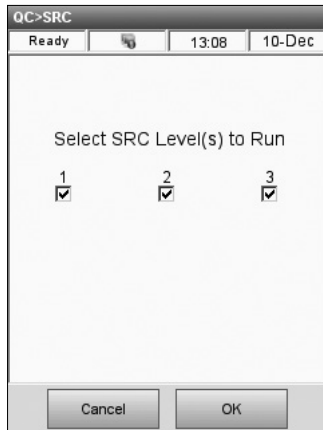 QC>SRC
Ready 13:08 10-Dec
Select SRC Level(s) to Run
1 2 3
Cancel OK